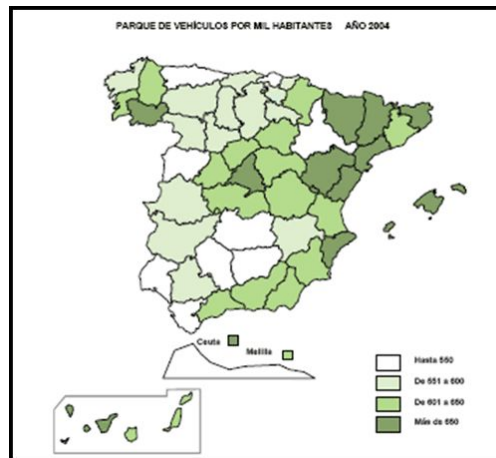 PARQUE DE VEHÍCULOS POR MIL HABITANTES AÑO 2004
Ceuta
Melilla
Hasta 550
De 551 a 600
De 601 a 650
Más de 650